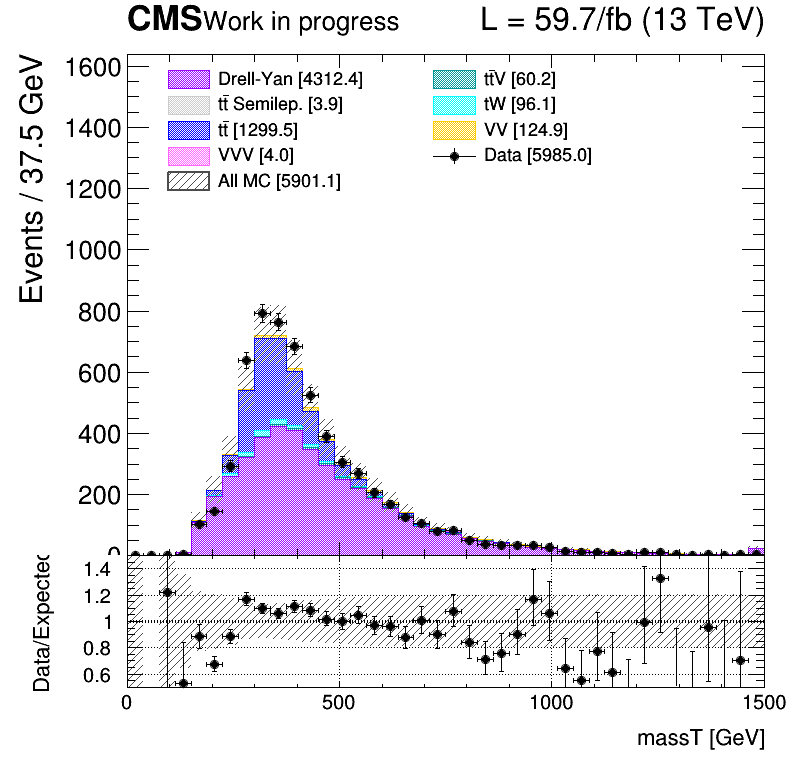 CMS Work in progress L = 59.7/fb (13 TeV)
Events / 37.5 GeV
1600
1400
1200
1000
800
600
400
200
0
Drell-Yan [4312.4]
tt̄ Semilep. [3.9]
tt̄ [1299.5]
VVV [4.0]
All MC [5901.1]
tt̄V [60.2]
tW [96.1]
VV [124.9]
Data [5985.0]
Data/Expected
1.4
1.2
1
0.8
0.6
0 500 1000 1500
massT [GeV]